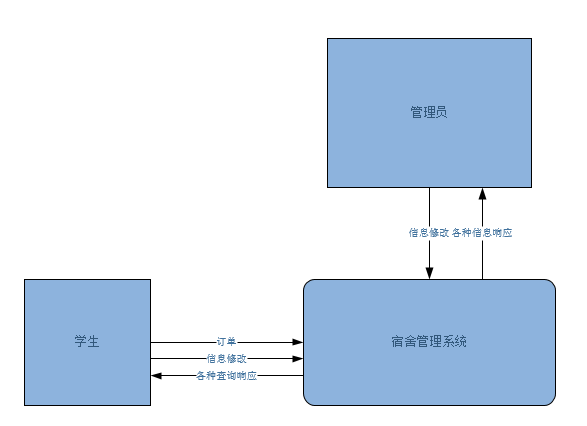 管理员
信息修改 各种信息响应
学生
宿舍管理系统
订单
信息修改
各种查询响应